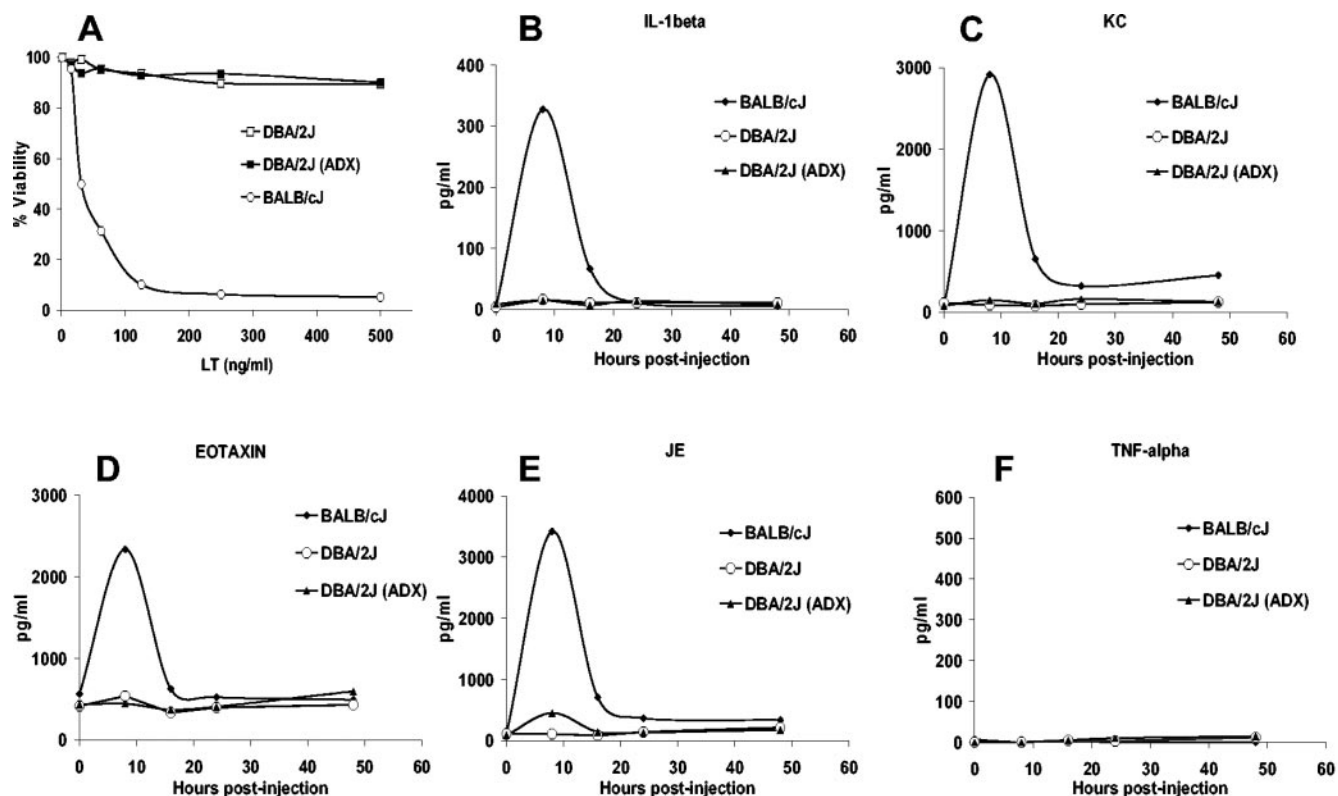 A
% Viability
100
80
60
40
20
0
0 100 200 300 400 500
LT (ng/ml)
DBA/2J
DBA/2J (ADX)
BALB/cJ
B
IL-1beta
pg/ml
400
300
200
100
0
0 10 20 30 40 50 60
Hours post-injection
BALB/cJ
DBA/2J
DBA/2J (ADX)
C
KC
pg/ml
3000
2000
1000
0
0 10 20 30 40 50 60
Hours post-injection
BALB/cJ
DBA/2J
DBA/2J (ADX)
D
EOTAXIN
pg/ml
3000
2000
1000
0
0 10 20 30 40 50 60
Hours post-injection
BALB/cJ
DBA/2J
DBA/2J (ADX)
E
JE
pg/ml
4000
3000
2000
1000
0
0 10 20 30 40 50 60
Hours post-injection
BALB/cJ
DBA/2J
DBA/2J (ADX)
F
TNF-alpha
pg/ml
600
500
400
300
200
100
0
0 10 20 30 40 50 60
Hours post-injection
BALB/cJ
DBA/2J
DBA/2J (ADX)